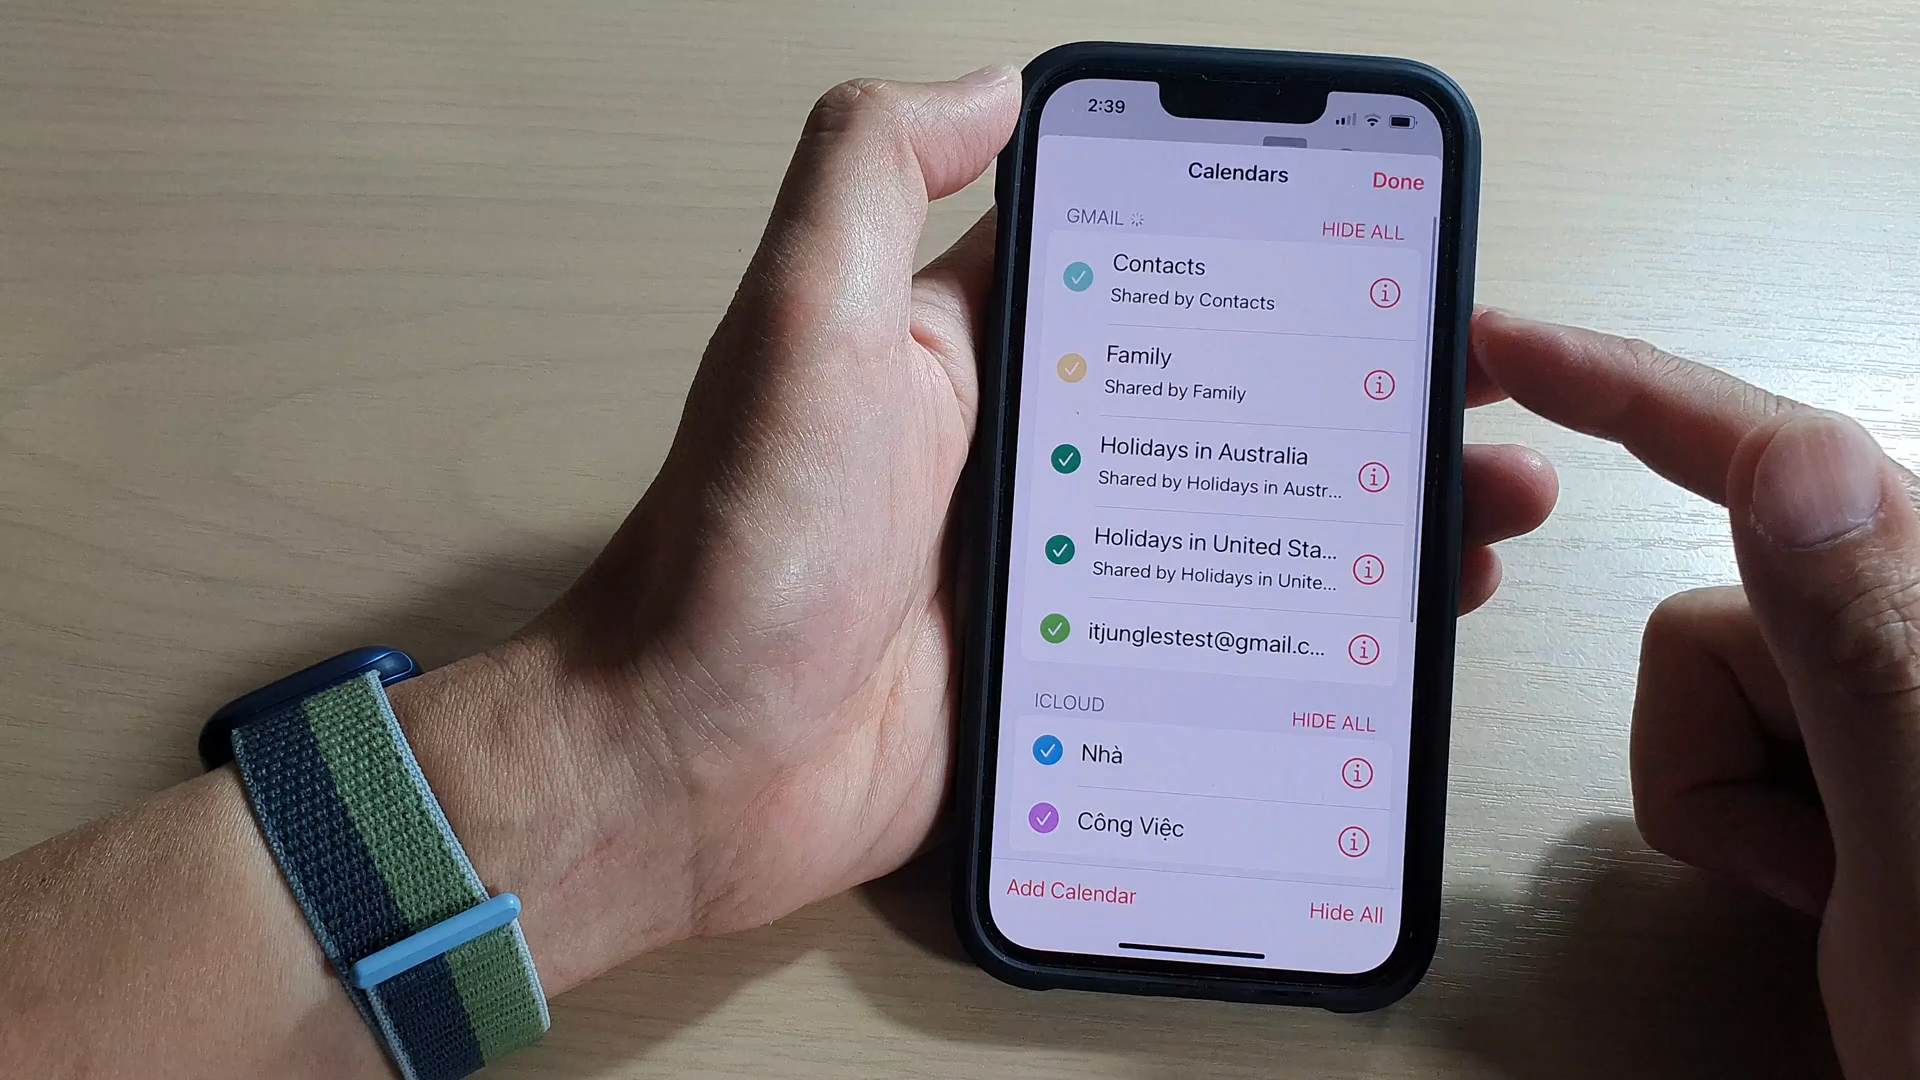 2:39
Calendars
Done
GMAIL
HIDE ALL
Contacts
Shared by Contacts
Family
Shared by Family
Holidays in Australia
Shared by Holidays in Austr...
Holidays in United Sta...
Shared by Holidays in Unite...
itjunglestest@gmail.c...
ICLOUD
HIDE ALL
Nhà
Công Việc
Add Calendar
Hide All